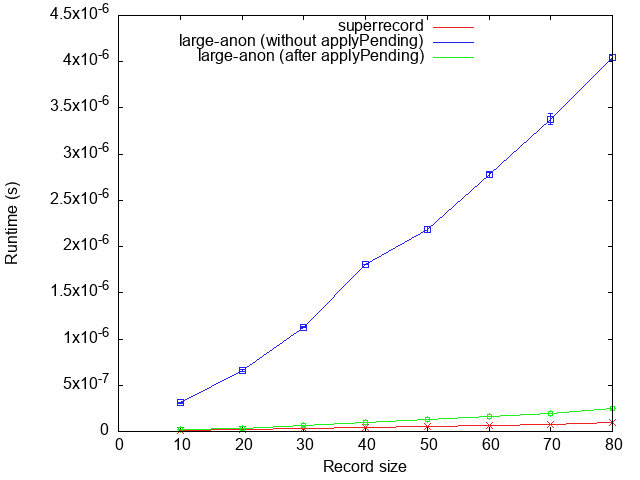 4.5x10-6
4x10-6
3.5x10-6
3x10-6
2.5x10-6
2x10-6
1.5x10-6
1x10-6
5x10-7
0
Runtime (s)
superrecord
large-anon (without applyPending)
large-anon (after applyPending)
0 10 20 30 40 50 60 70 80
Record size